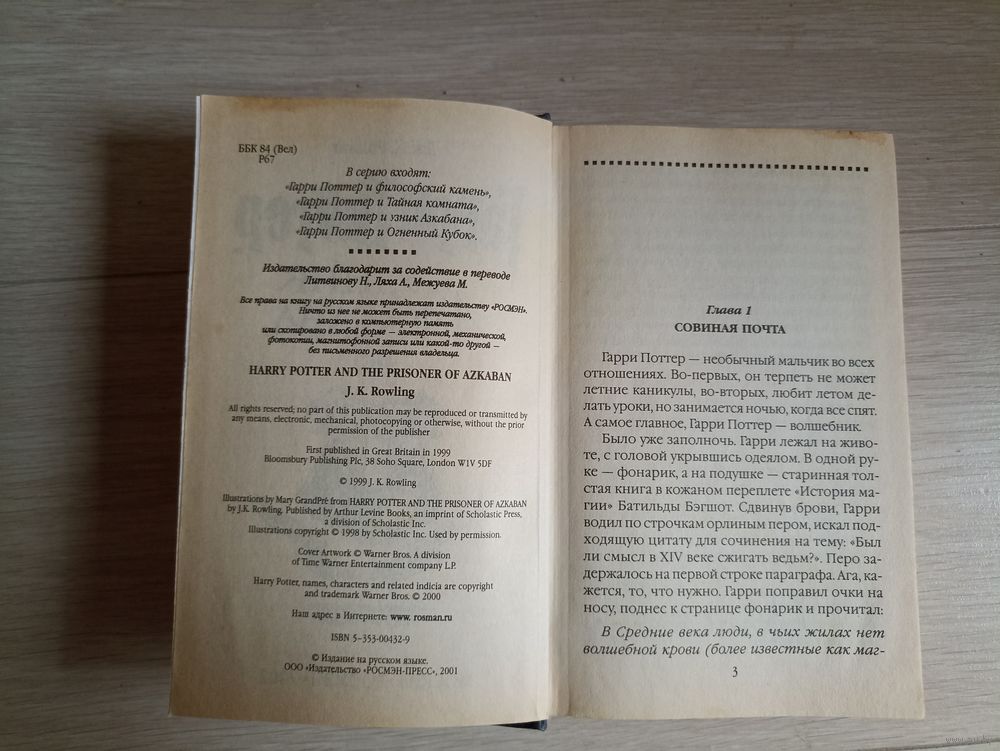 ББК 84 (Вел)
Р67
В серию входят:
«Гарри Поттер и философский камень»,
«Гарри Поттер и Тайная комната»,
«Гарри Поттер и узник Азкабана»,
«Гарри Поттер и Огненный Кубок».
Издательство благодарит за содействие в переводе
Литвинову Н., Ляха А., Межуева М.
Все права на книгу на русском языке принадлежат издательству «РОСМЭН».
Ничто из нее не может быть перепечатано,
заложено в компьютерную память
или скопировано в любой форме — электронной, механической,
фотокопии, магнитофонной записи или какой-то другой —
без письменного разрешения владельца.
HARRY POTTER AND THE PRISONER OF AZKABAN
J. K. Rowling
All rights reserved; no part of this publication may be reproduced or transmitted by
any means, electronic, mechanical, photocopying or otherwise, without the prior
permission of the publisher
First published in Great Britain in 1999
Bloomsbury Publishing Plc, 38 Soho Square, London W1V 5DF
© 1999 J. K. Rowling
Illustrations by Mary GrandPré from HARRY POTTER AND THE PRISONER OF AZKABAN
by J.K. Rowling. Published by Arthur Levine Books, an imprint of Scholastic Press,
a division of Scholastic Inc.
Illustrations copyright © 1998 by Scholastic Inc. Used by permission.
Cover Artwork © Warner Bros. A division
of Time Warner Entertainment company L.P.
Harry Potter, names, characters and related indicia are copyright
and trademark Warner Bros. © 2000
Наш адрес в Интернете: www. rosman.ru
ISBN 5-353-00432-9
© Издание на русском языке.
ООО «Издательство «РОСМЭН-ПРЕСС», 2001
Глава 1
СОВИНАЯ ПОЧТА
Гарри Поттер — необычный мальчик во всех
отношениях. Во-первых, он терпеть не может
летние каникулы, во-вторых, любит летом де-
лать уроки, но занимается ночью, когда все спят.
А самое главное, Гарри Поттер — волшебник.
Было уже заполночь. Гарри лежал на живо-
те, с головой укрывшись одеялом. В одной ру-
ке — фонарик, а на подушке — старинная тол-
стая книга в кожаном переплете «История ма-
гии» Батильды Бэгшот. Сдвинув брови, Гарри
водил по строчкам орлиным пером, искал под-
ходящую цитату для сочинения на тему: «Был
ли смысл в XIV веке сжигать ведьм?». Перо за-
держалось на первой строке параграфа. Ага, ка-
жется, то, что нужно. Гарри поправил очки на
носу, поднес к странице фонарик и прочитал:
В Средние века люди, в чьих жилах нет
волшебной крови (более известные как маг-
3